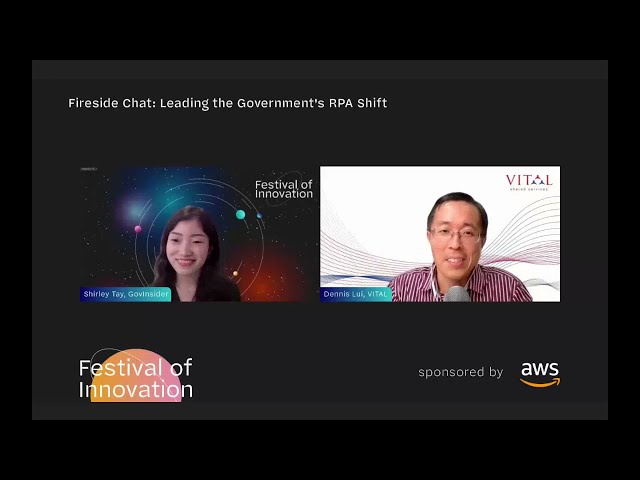 Fireside Chat: Leading the Government's RPA Shift
Festival of
Innovation
VITAL
shared services
Shirley Tay, GovInsider
Dennis Lui, VITAL
Festival of
Innovation
sponsored by
aws